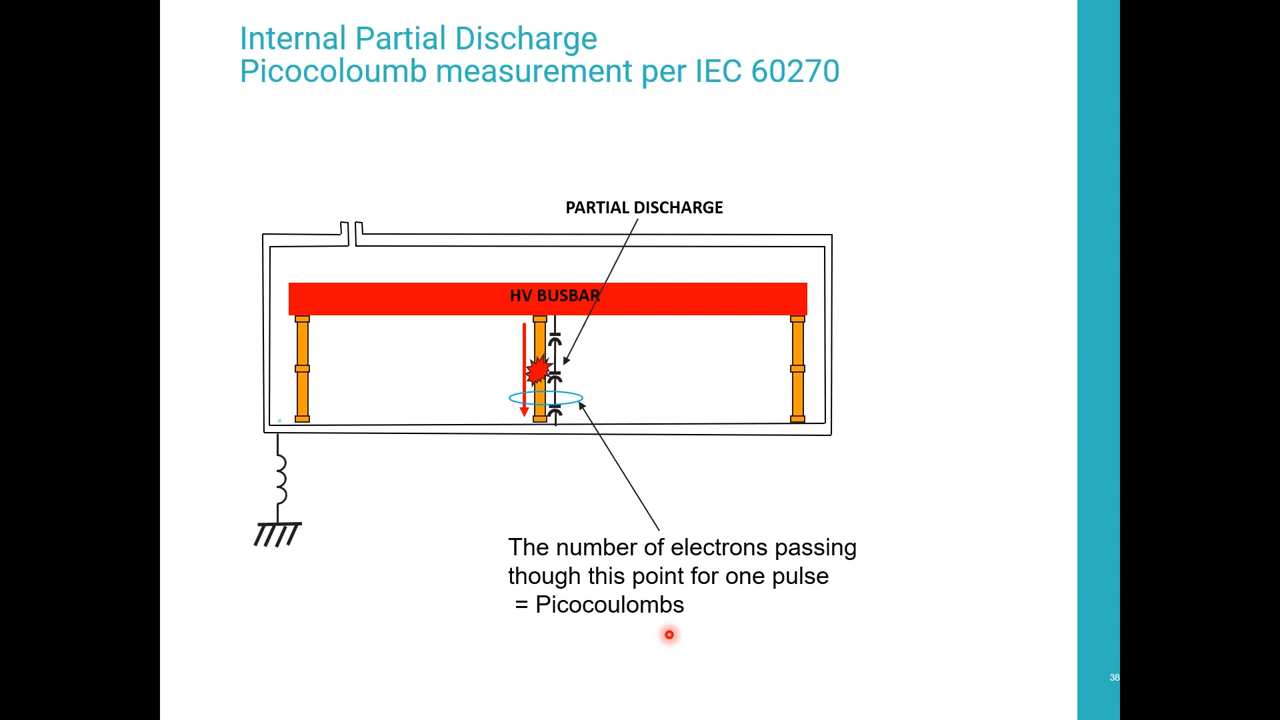 Internal Partial Discharge
Picocoloumb measurement per IEC 60270
PARTIAL DISCHARGE
HV BUSBAR
The number of electrons passing
though this point for one pulse
= Picocoulombs
38